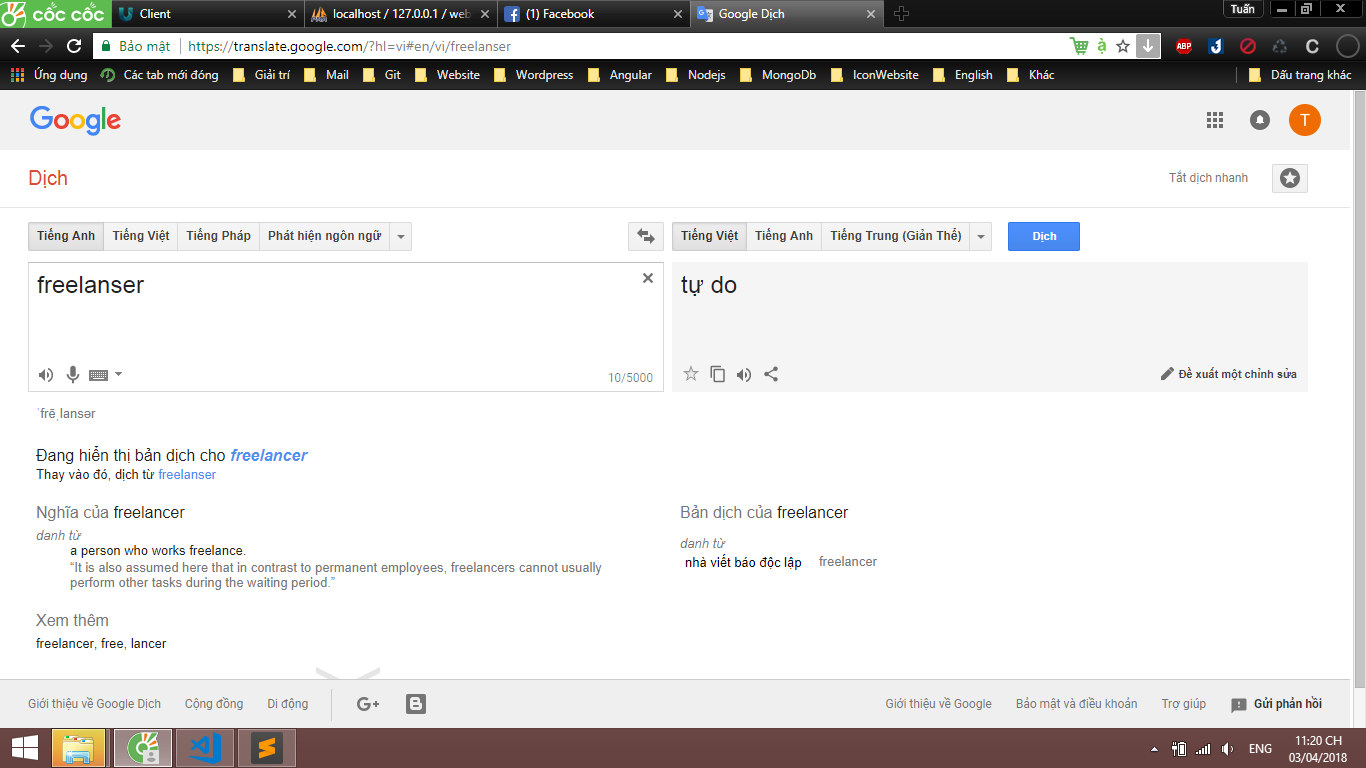 cốc cốc
Client
localhost / 127.0.0.1 / web
(1) Facebook
Google Dịch
Tuấn
Bảo mật
https://translate.google.com/?hl=vi#en/vi/freelanser
ABP
Ứng dụng
Các tab mới đóng
Giải trí
Mail
Git
Website
Wordpress
Angular
Nodejs
MongoDb
IconWebsite
English
Khác
Dấu trang khác
Google
T
Dịch
Tắt dịch nhanh
Tiếng Anh
Tiếng Việt
Tiếng Pháp
Phát hiện ngôn ngữ
Tiếng Việt
Tiếng Anh
Tiếng Trung (Giản Thể)
Dịch
freelanser
tự do
10/5000
Đề xuất một chỉnh sửa
ˈfrēˌlansər
Đang hiển thị bản dịch cho freelancer
Thay vào đó, dịch từ freelanser
Nghĩa của freelancer
danh từ
a person who works freelance.
“It is also assumed here that in contrast to permanent employees, freelancers cannot usually
perform other tasks during the waiting period.”
Bản dịch của freelancer
danh từ
nhà viết báo độc lập
freelancer
Xem thêm
freelancer, free, lancer
Giới thiệu về Google Dịch
Cộng đồng
Di động
G+
Giới thiệu về Google
Bảo mật và điều khoản
Trợ giúp
Gửi phản hồi
ENG
11:20 CH
03/04/2018